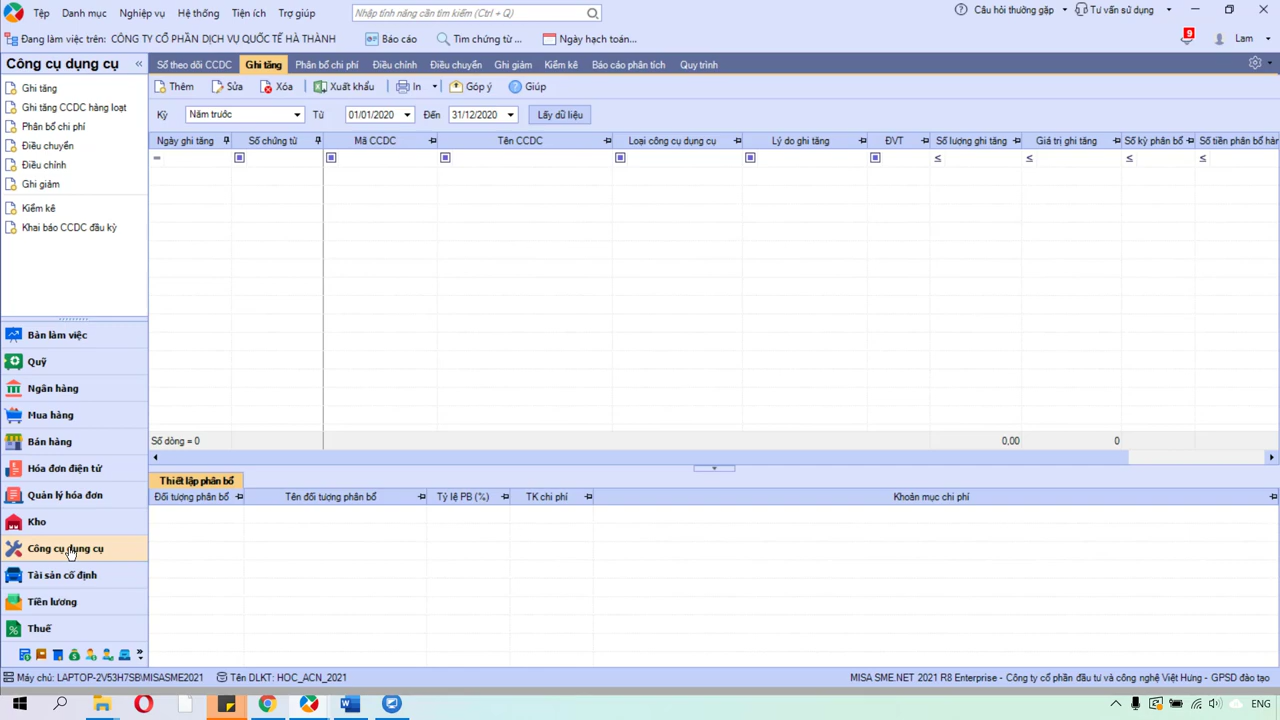 Tệp Danh mục Nghiệp vụ Hệ thống Tiện ích Trợ giúp Nhập tính năng cần tìm kiếm (Ctrl + Q) Câu hỏi thường gặp Tư vấn sử dụng
Đang làm việc trên: CÔNG TY CỔ PHẦN DỊCH VỤ QUỐC TẾ HÀ THÀNH Báo cáo Tìm chứng từ ... Ngày hạch toán... 9 Lam
Công cụ dụng cụ «
Số theo dõi CCDC Ghi tăng Phân bổ chi phí Điều chỉnh Điều chuyển Ghi giảm Kiểm kê Báo cáo phân tích Quy trình
Thêm Sửa Xóa Xuất khẩu In Góp ý Giúp
Kỳ Năm trước Từ 01/01/2020 Đến 31/12/2020 Lấy dữ liệu
Ngày ghi tăng Số chứng từ Mã CCDC Tên CCDC Loại công cụ dụng cụ Lý do ghi tăng ĐVT Số lượng ghi tăng Giá trị ghi tăng Số kỳ phân bổ Số tiền phân bổ hàn
= ≤ ≤ ≤ ≤
Số dòng = 0 0,00 0
Thiết lập phân bổ
Đối tượng phân bổ Tên đối tượng phân bổ Tỷ lệ PB (%) TK chi phí Khoản mục chi phí
Ghi tăng
Ghi tăng CCDC hàng loạt
Phân bổ chi phí
Điều chuyển
Điều chỉnh
Ghi giảm
Kiểm kê
Khai báo CCDC đầu kỳ
Bàn làm việc
Quỹ
Ngân hàng
Mua hàng
Bán hàng
Hóa đơn điện tử
Quản lý hóa đơn
Kho
Công cụ dụng cụ
Tài sản cố định
Tiền lương
Thuế
Máy chủ: LAPTOP-2V53H7SB\MISASME2021 Tên DLKT: HOC_ACN_2021 MISA SME.NET 2021 R8 Enterprise - Công ty cổ phần đầu tư và công nghệ Việt Hưng - GPSD đào tạo
ENG